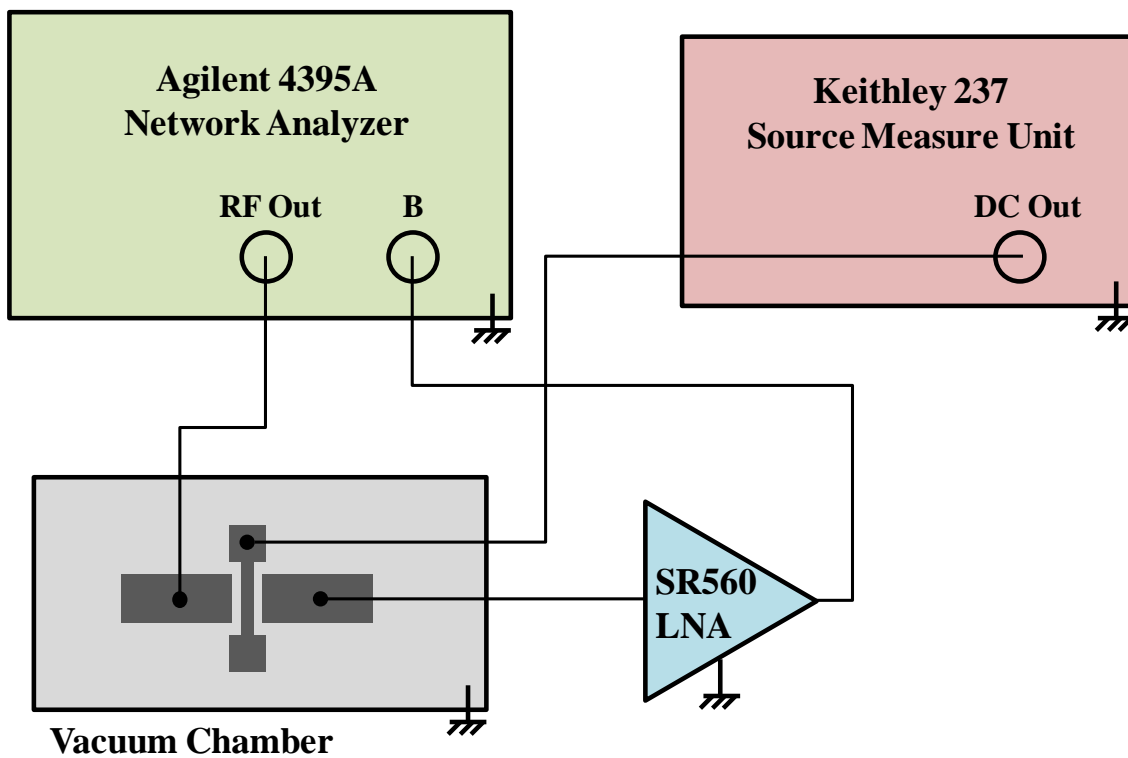 Agilent 4395A
Network Analyzer
RF Out
B
Keithley 237
Source Measure Unit
DC Out
SR560
LNA
Vacuum Chamber